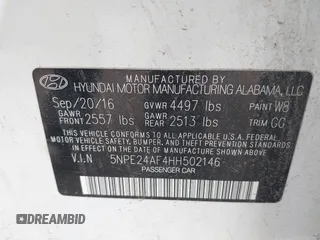 MANUFACTURED BY
HYUNDAI MOTOR MANUFACTURING ALABAMA, LLC
Sep/20/16 GVWR 4497 lbs PAINT W8
GAWR FRONT 2557 lbs GAWR REAR 2513 lbs TRIM GG
THIS VEHICLE CONFORMS TO ALL APPLICABLE U.S. FEDERAL
MOTOR VEHICLE SAFETY, BUMPER, AND THEFT PREVENTION
STANDARDS IN EFFECT ON THE DATE OF MANUFACTURE SHOWN ABOVE.
V.I.N 5NPE24AF4HH502146
PASSENGER CAR